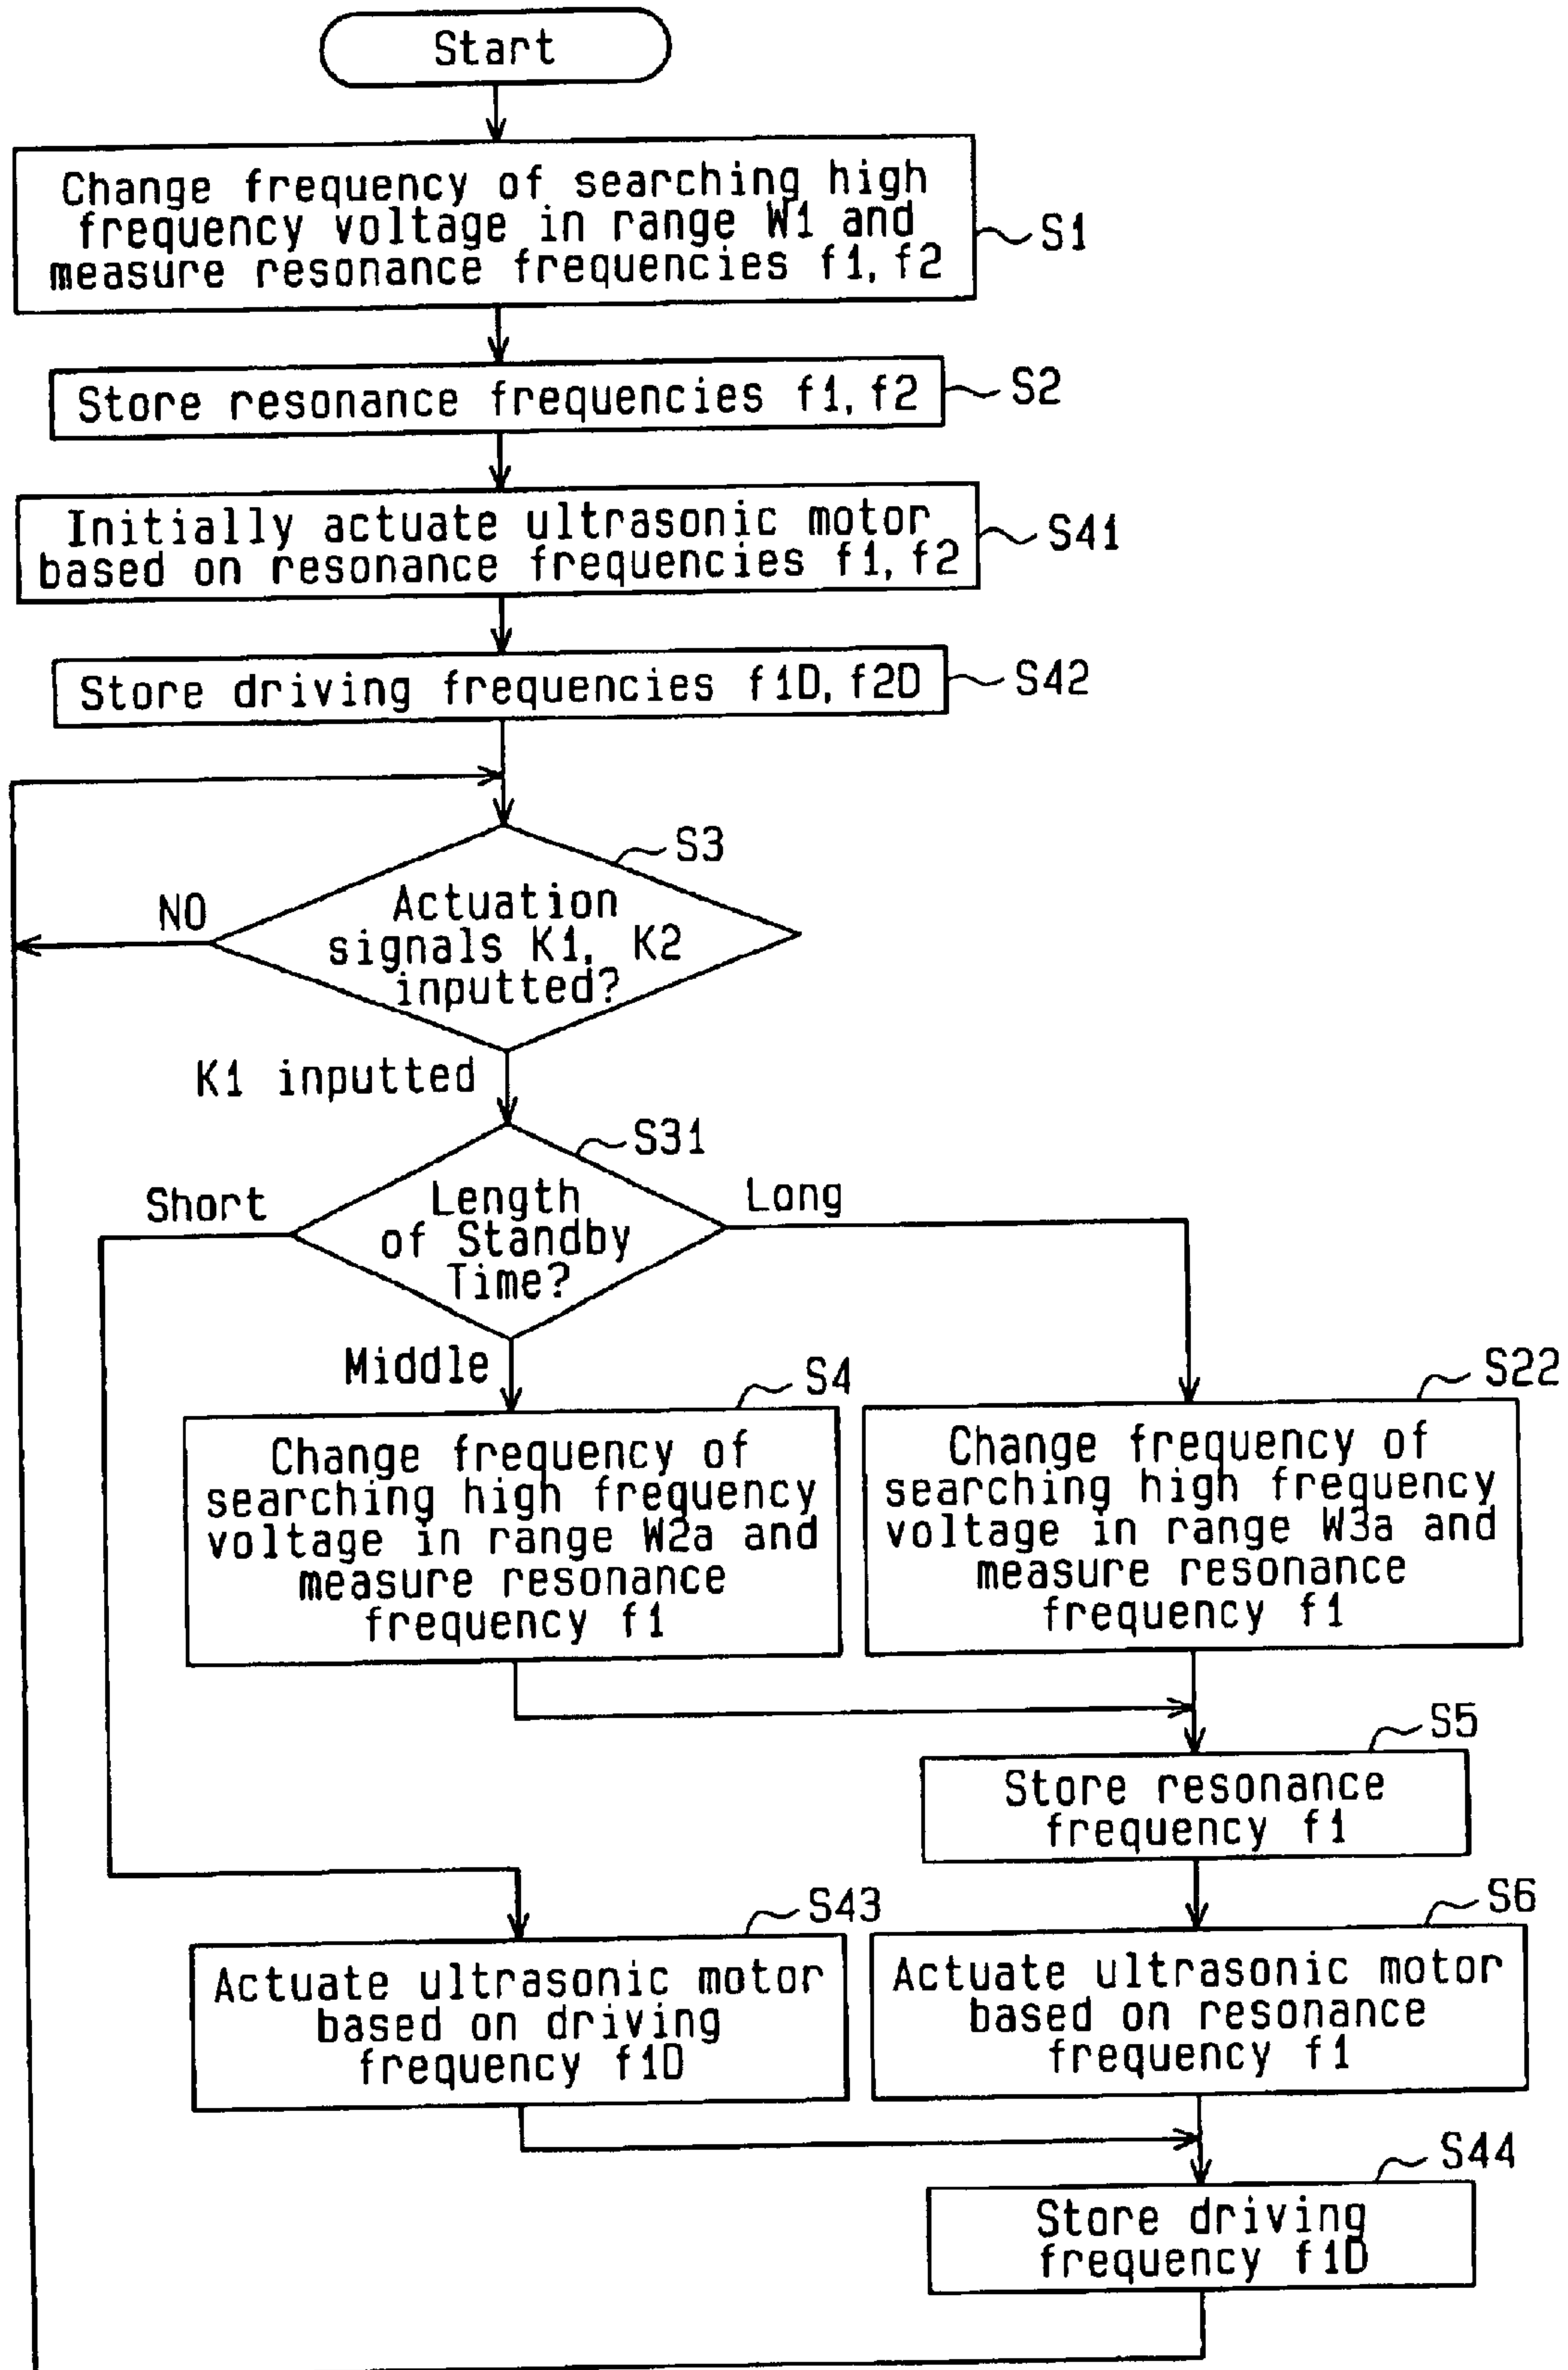 Start
Change frequency of searching high
frequency voltage in range W1 and
measure resonance frequencies f1, f2
S1
Store resonance frequencies f1, f2
S2
Initially actuate ultrasonic motor
based on resonance frequencies f1, f2
S41
Store driving frequencies f1D, f2D
S42
S3
NO
Actuation
signals K1, K2
inputted?
K1 inputted
S31
Short
Length
of Standby
Time?
Long
Middle
S4
S22
Change frequency of
searching high frequency
voltage in range W2a and
measure resonance
frequency f1
Change frequency of
searching high frequency
voltage in range W3a and
measure resonance
frequency f1
S5
Store resonance
frequency f1
S43
S6
Actuate ultrasonic motor
based on driving
frequency f1D
Actuate ultrasonic motor
based on resonance
frequency f1
S44
Store driving
frequency f1D